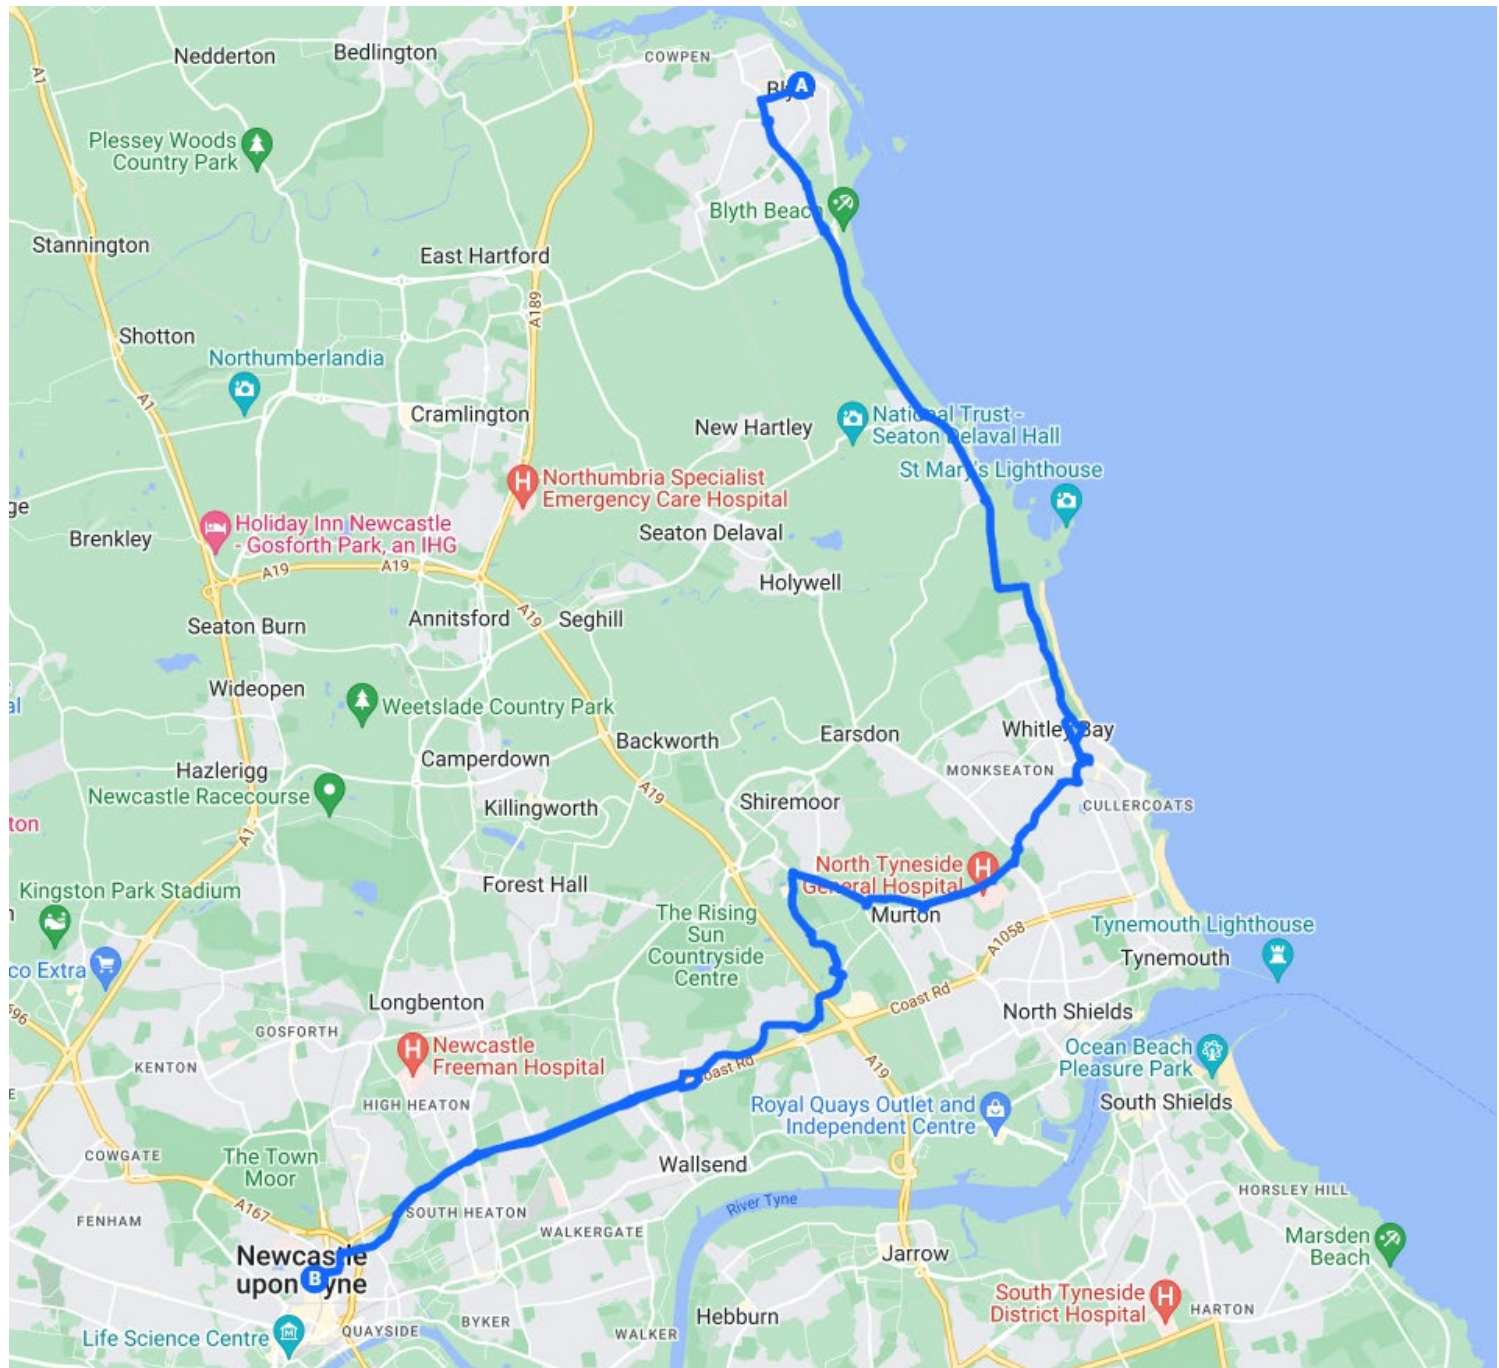 Nedderton
Bedlington
COWPEN
A1
A
Plessey Woods
Country Park
Blyth Beach
Stannington
East Hartford
A189
Shotton
Northumberlandia
A1
Cramlington
New Hartley
National Trust -
Seaton Delaval Hall
St Mary's Lighthouse
H
Northumbria Specialist
Emergency Care Hospital
ge
Holiday Inn Newcastle
- Gosforth Park, an IHG
Brenkley
Seaton Delaval
Holywell
A19
A19
A19
Annitsford
Seghill
Seaton Burn
Wideopen
al
Weetslade Country Park
Whitley Bay
Earsdon
Backworth
Camperdown
MONKSEATON
Hazlerigg
Newcastle Racecourse
A19
Killingworth
Shiremoor
CULLERCOATS
ton
A1
North Tyneside
General Hospital
H
Forest Hall
Kingston Park Stadium
Murton
The Rising
Sun
Countryside
Centre
A1058
Tynemouth Lighthouse
Tynemouth
co Extra
Longbenton
Coast Rd
North Shields
696
GOSFORTH
H
Newcastle
Freeman Hospital
KENTON
Coast Rd
A19
Ocean Beach
Pleasure Park
South Shields
E
HIGH HEATON
Royal Quays Outlet and
Independent Centre
COWGATE
The Town
Moor
Wallsend
A167
River Tyne
HORSLEY HILL
FENHAM
SOUTH HEATON
WALKERGATE
Marsden
Beach
Newcastle
upon Tyne
B
Jarrow
South Tyneside
District Hospital
H
HARTON
Life Science Centre
QUAYSIDE
BYKER
WALKER
Hebburn